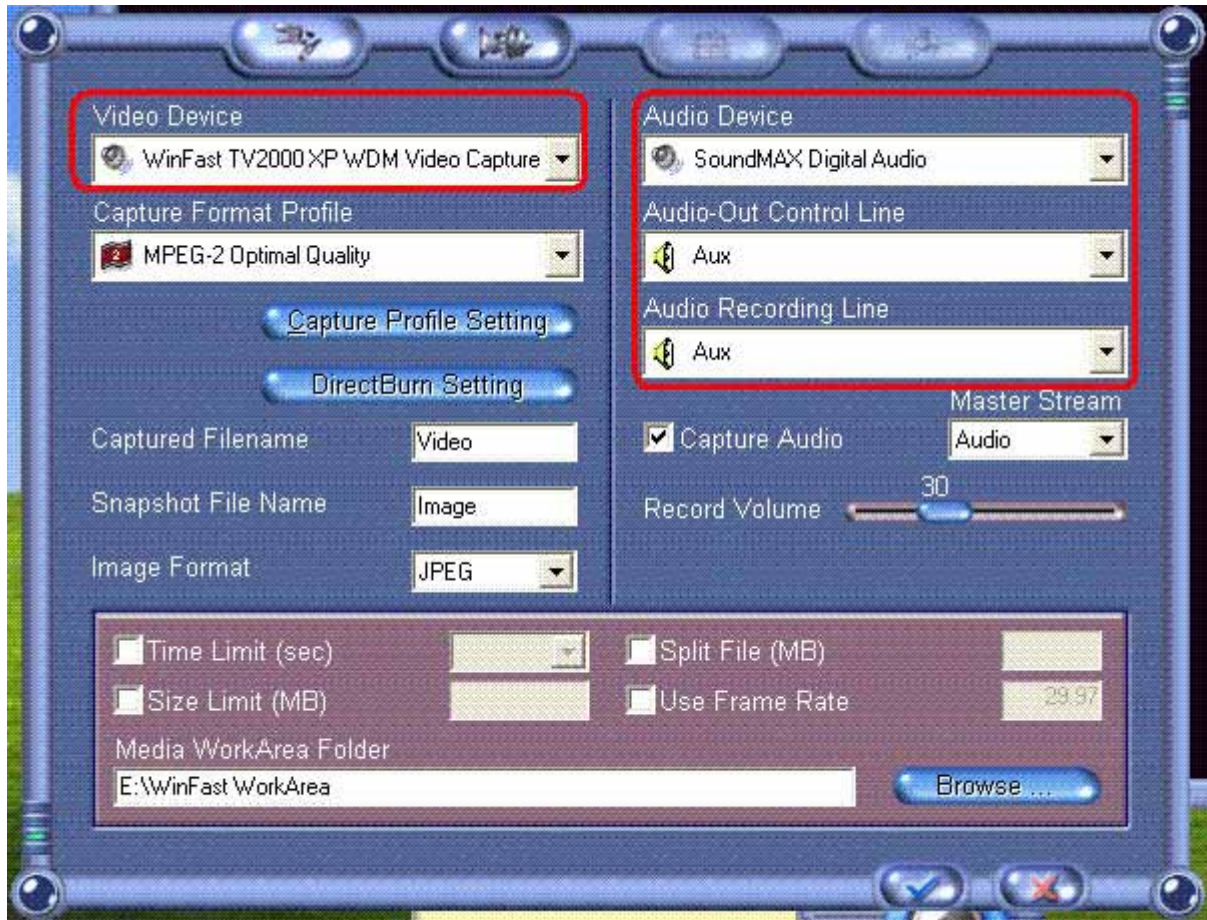 Video Device
WinFast TV2000 XP WDM Video Capture
Capture Format Profile
2
MPEG-2 Optimal Quality
Capture Profile Setting
DirectBurn Setting
Captured Filename
Video
Snapshot File Name
Image
Image Format
JPEG
Audio Device
SoundMAX Digital Audio
Audio-Out Control Line
Aux
Audio Recording Line
Aux
Master Stream
Capture Audio
Audio
Record Volume
30
Time Limit (sec)
Split File (MB)
Size Limit (MB)
Use Frame Rate
29.97
Media WorkArea Folder
E:\WinFast WorkArea
Browse ...